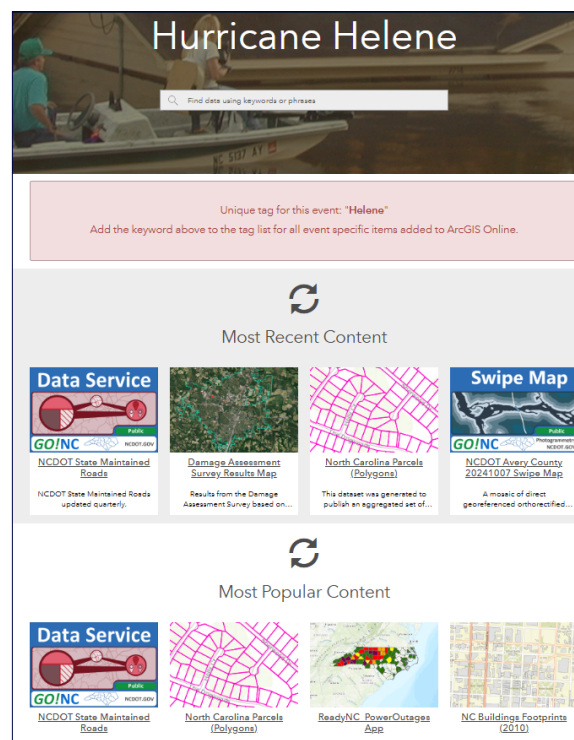 Hurricane Helene
Find data using keywords or phrases
NC 5137 AY
Unique tag for this event: "Helene"
Add the keyword above to the tag list for all event specific items added to ArcGIS Online.
Most Recent Content
Data Service
Public
GO!NC
NCDOT.GOV
NCDOT State Maintained
Roads
NCDOT State Maintained Roads
updated quarterly.
Damage Assessment
Survey Results Map
Results from the Damage
Assessment Survey based on...
North Carolina Parcels
(Polygons)
This dataset was generated to
publish an aggregated set of...
Swipe Map
Public
GO!NC
NCDOT.GOV
NCDOT Avery County
20241007 Swipe Map
A mosaic of direct
georeferenced orthorectified...
Most Popular Content
Data Service
Public
GO!NC
NCDOT.GOV
NCDOT State Maintained
Roads
North Carolina Parcels
(Polygons)
ReadyNC_PowerOutages
App
NC Buildings Footprints
(2010)